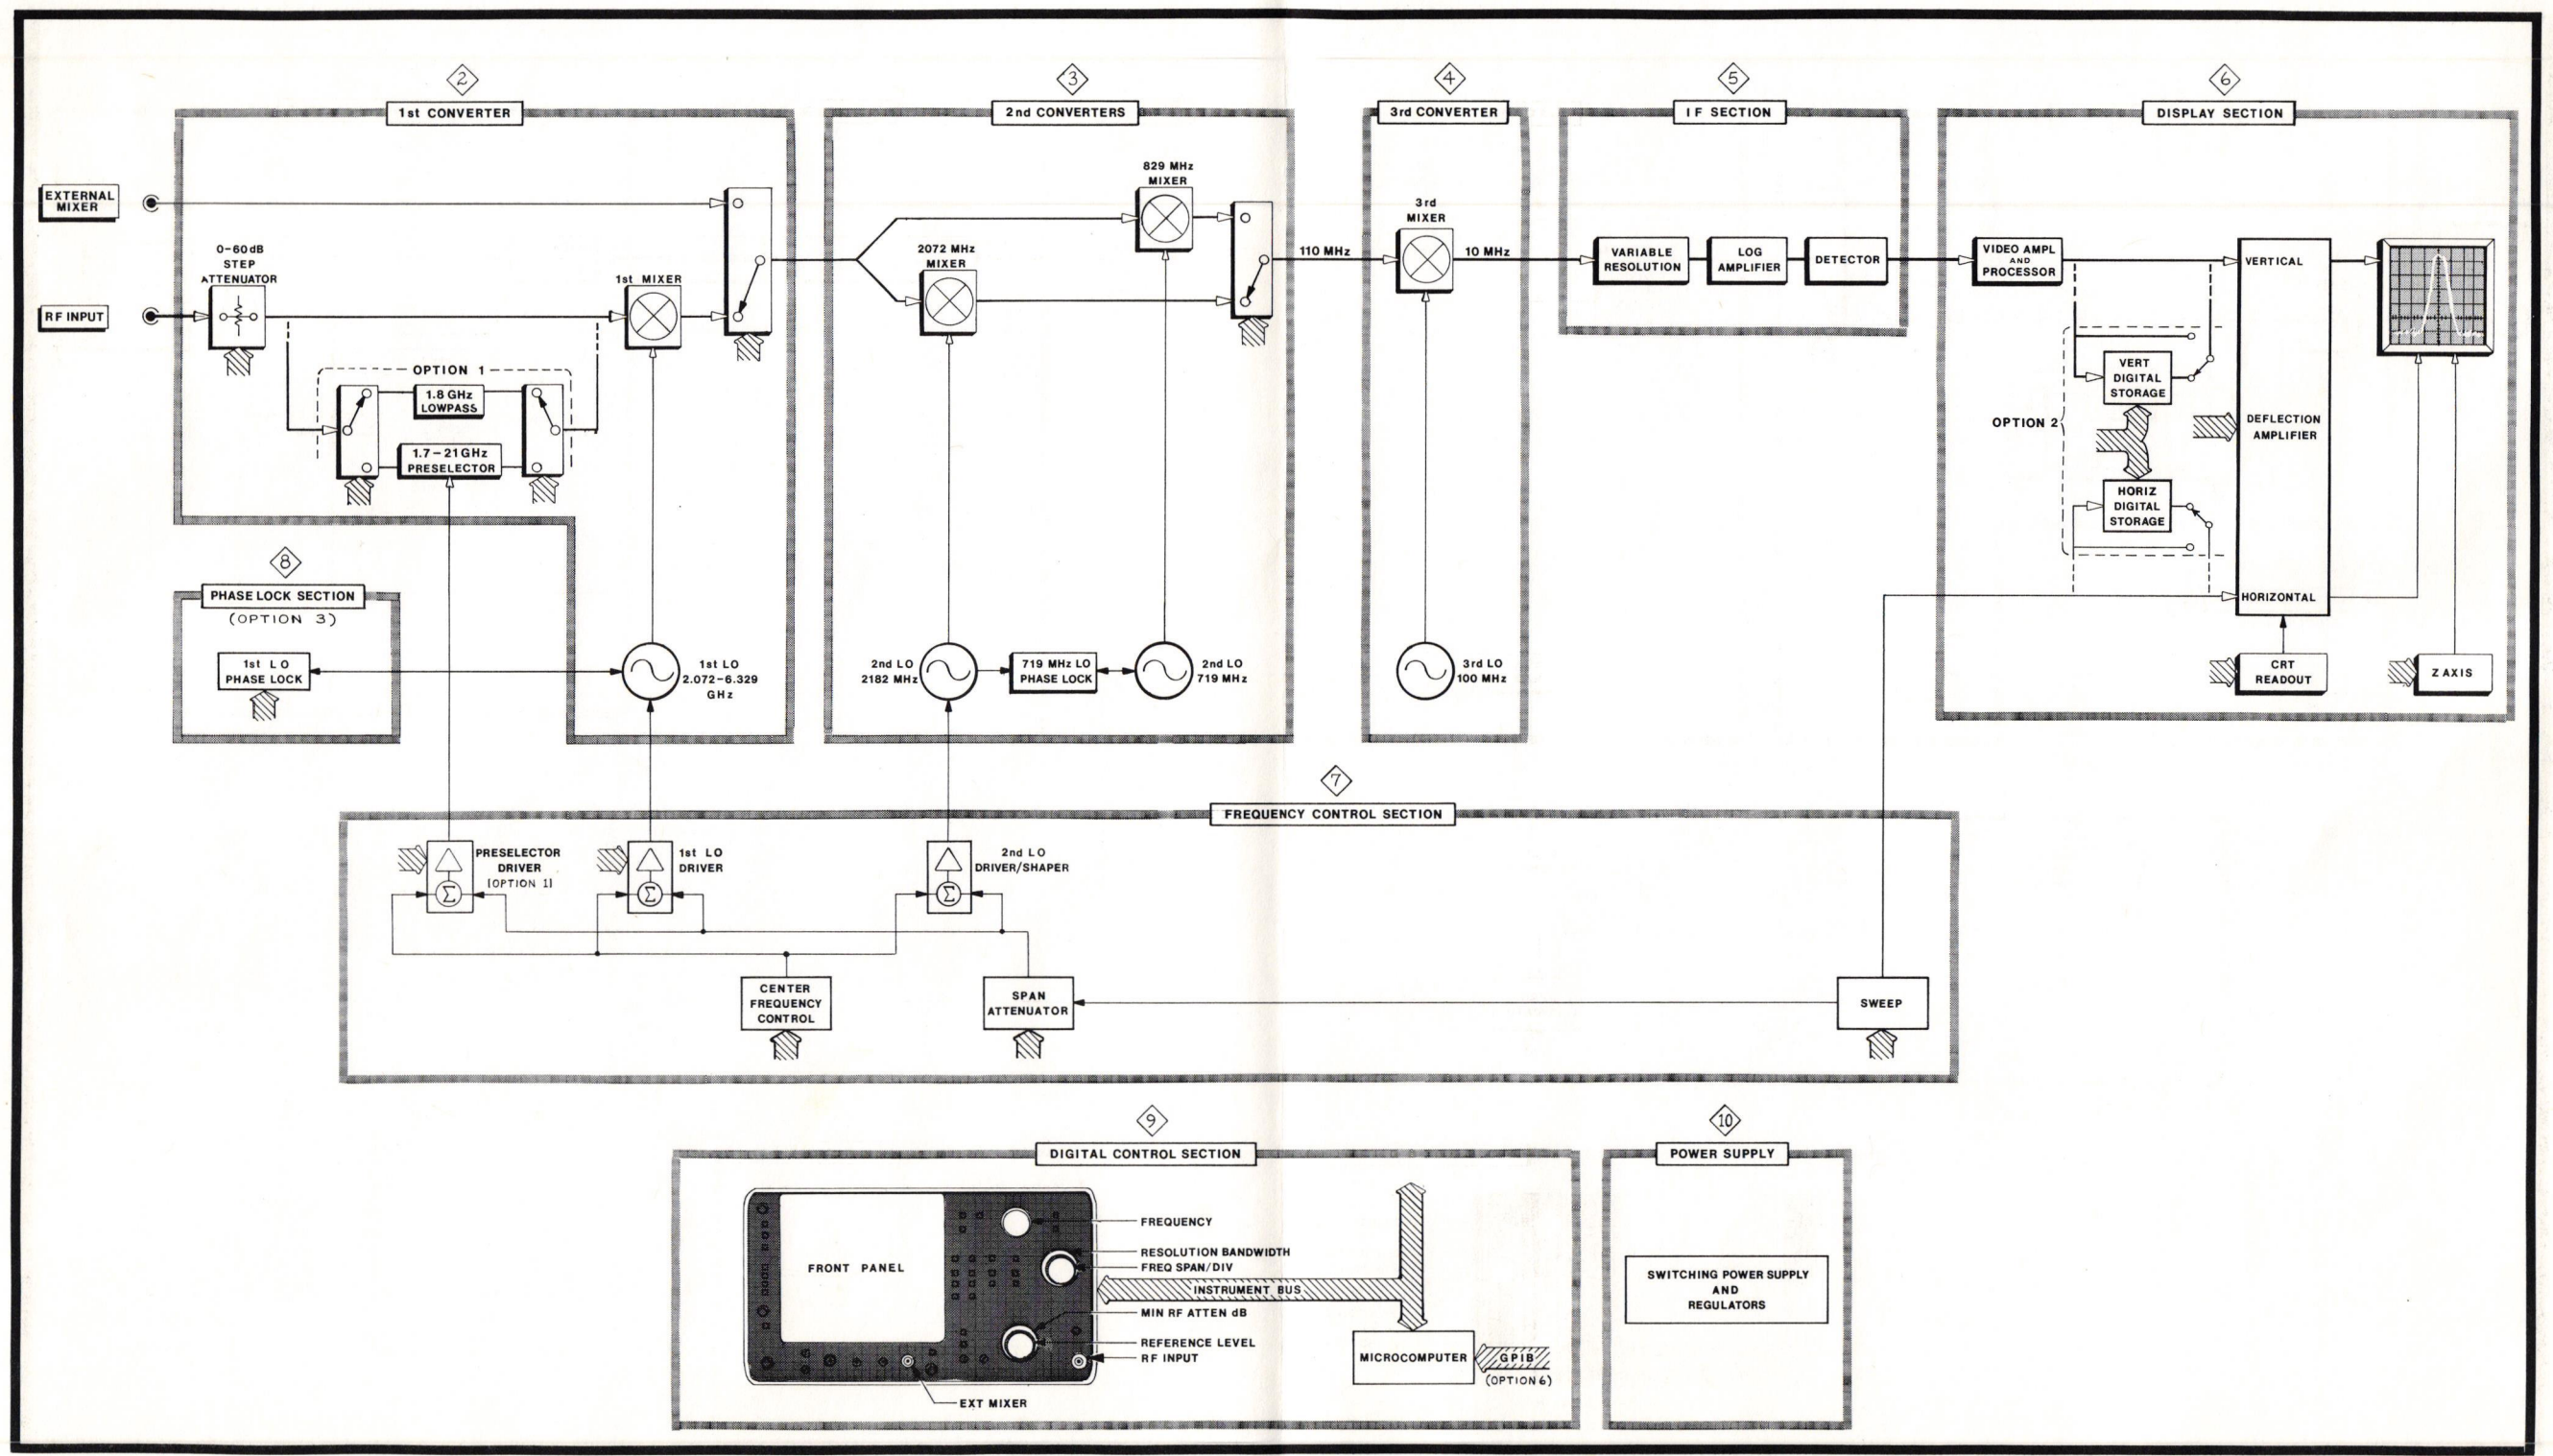 2
1st CONVERTER
EXTERNAL
MIXER
RF INPUT
0-60dB
STEP
ATTENUATOR
1st MIXER
OPTION 1
1.8 GHz
LOWPASS
1.7-21GHz
PRESELECTOR
1st LO
2.072-6.329
GHz
8
PHASE LOCK SECTION
(OPTION 3)
1st LO
PHASE LOCK
3
2nd CONVERTERS
829 MHz
MIXER
2072 MHz
MIXER
2nd LO
2182 MHz
719 MHz LO
PHASE LOCK
2nd LO
719 MHz
110 MHz
4
3rd CONVERTER
3rd
MIXER
10 MHz
3rd LO
100 MHz
5
IF SECTION
VARIABLE
RESOLUTION
LOG
AMPLIFIER
DETECTOR
6
DISPLAY SECTION
VIDEO AMPL
AND
PROCESSOR
VERTICAL
VERT
DIGITAL
STORAGE
OPTION 2
DEFLECTION
AMPLIFIER
HORIZ
DIGITAL
STORAGE
HORIZONTAL
CRT
READOUT
Z AXIS
7
FREQUENCY CONTROL SECTION
PRESELECTOR
DRIVER
[OPTION 1]
Σ
1st LO
DRIVER
Σ
2nd LO
DRIVER/SHAPER
Σ
CENTER
FREQUENCY
CONTROL
SPAN
ATTENUATOR
SWEEP
9
DIGITAL CONTROL SECTION
FRONT PANEL
FREQUENCY
RESOLUTION BANDWIDTH
FREQ SPAN/DIV
INSTRUMENT BUS
MIN RF ATTEN dB
REFERENCE LEVEL
RF INPUT
EXT MIXER
MICROCOMPUTER
GPIB
(OPTION 6)
10
POWER SUPPLY
SWITCHING POWER SUPPLY
AND
REGULATORS